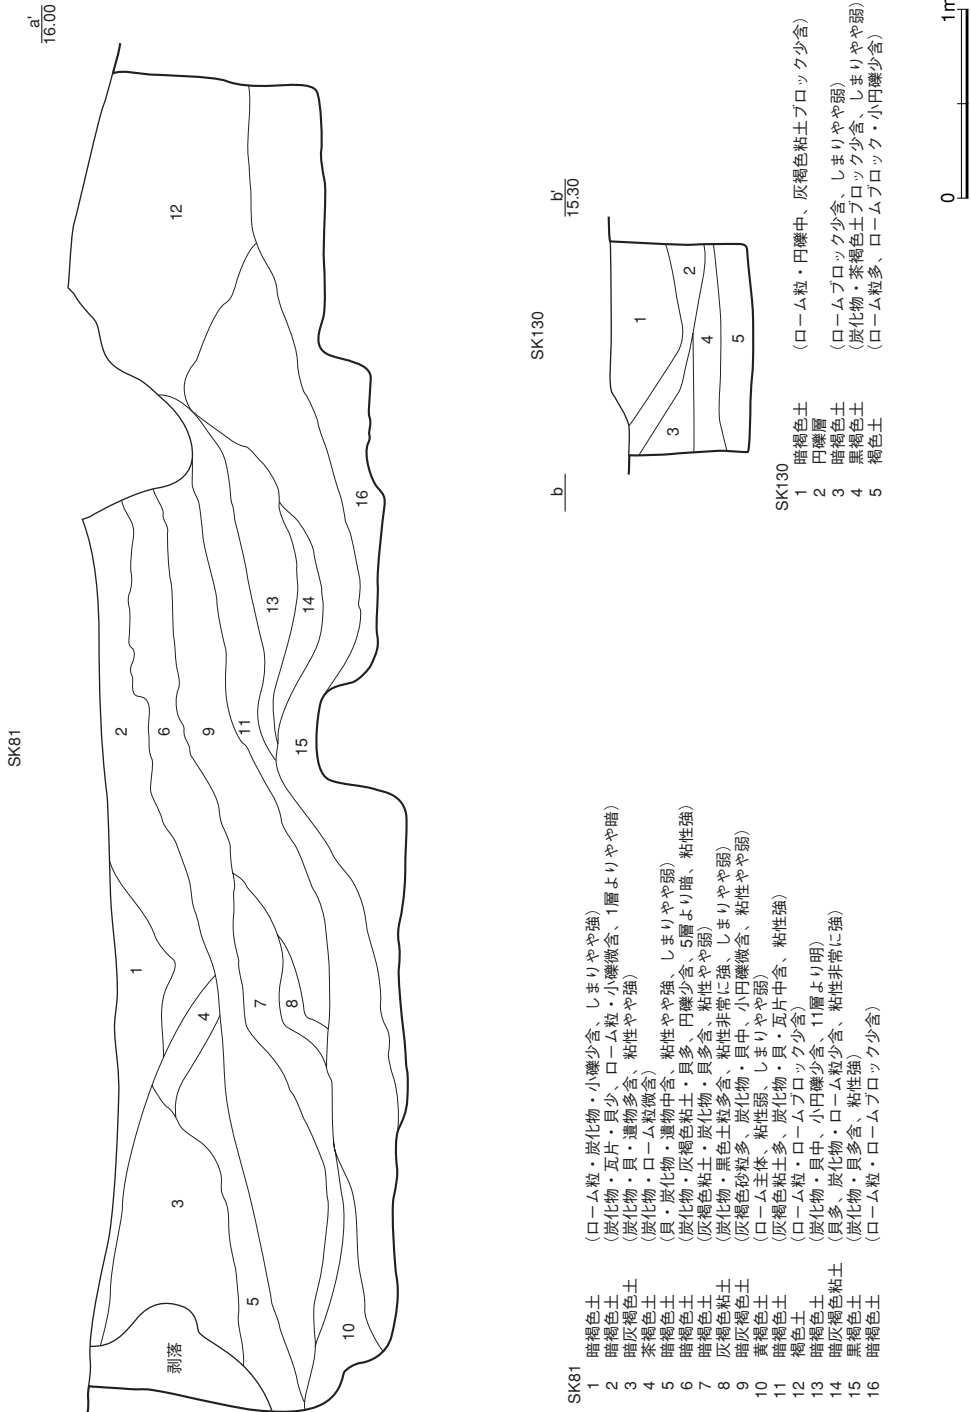 SK81
a'
16.00
1
2
3
4
5
6
7
8
9
10
11
12
13
14
15
16
剥落
SK81
1 暗褐色土 (ローム粒・炭化物・小礫少含、しまりやや強)
2 暗褐色土 (炭化物・瓦片・貝少、ローム粒・小礫微含、1層よりやや暗)
3 暗灰褐色土 (炭化物・貝・遺物多含、粘性やや強)
4 茶褐色土 (炭化物・ローム粒微含)
5 暗褐色土 (貝・炭化物・遺物中含、粘性やや強、しまりやや弱)
6 暗褐色土 (炭化物・灰褐色粘土・貝多、円礫少含、5層より暗、粘性強)
7 暗褐色土 (灰褐色粘土・炭化物・貝多含、粘性やや弱)
8 灰褐色粘土 (炭化物・黒色土粒多含、粘性非常に強、しまりやや弱)
9 暗灰褐色土 (灰褐色砂粒多、炭化物・貝中、小円礫微含、粘性やや弱)
10 黄褐色土 (ローム主体、粘性弱、しまりやや弱)
11 暗褐色土 (灰褐色粘土多、炭化物・貝・瓦片中含、粘性強)
12 褐色土 (ローム粒・ロームブロック少含)
13 暗褐色土 (炭化物・貝中、小円礫少含、11層より明)
14 暗灰褐色粘土 (貝多、炭化物・ローム粒少含、粘性非常に強)
15 黒褐色土 (炭化物・貝多含、粘性強)
16 暗褐色土 (ローム粒・ロームブロック少含)
SK130
b
b'
15.30
1
2
3
4
5
SK130
1 暗褐色土 (ローム粒・円礫中、灰褐色粘土ブロック少含)
2 円礫層
3 暗褐色土 (ロームブロック少含、しまりやや弱)
4 黒褐色土 (炭化物・茶褐色土ブロック少含、しまりやや弱)
5 褐色土 (ローム粒多、ロームブロック・小円礫少含)
0
1m